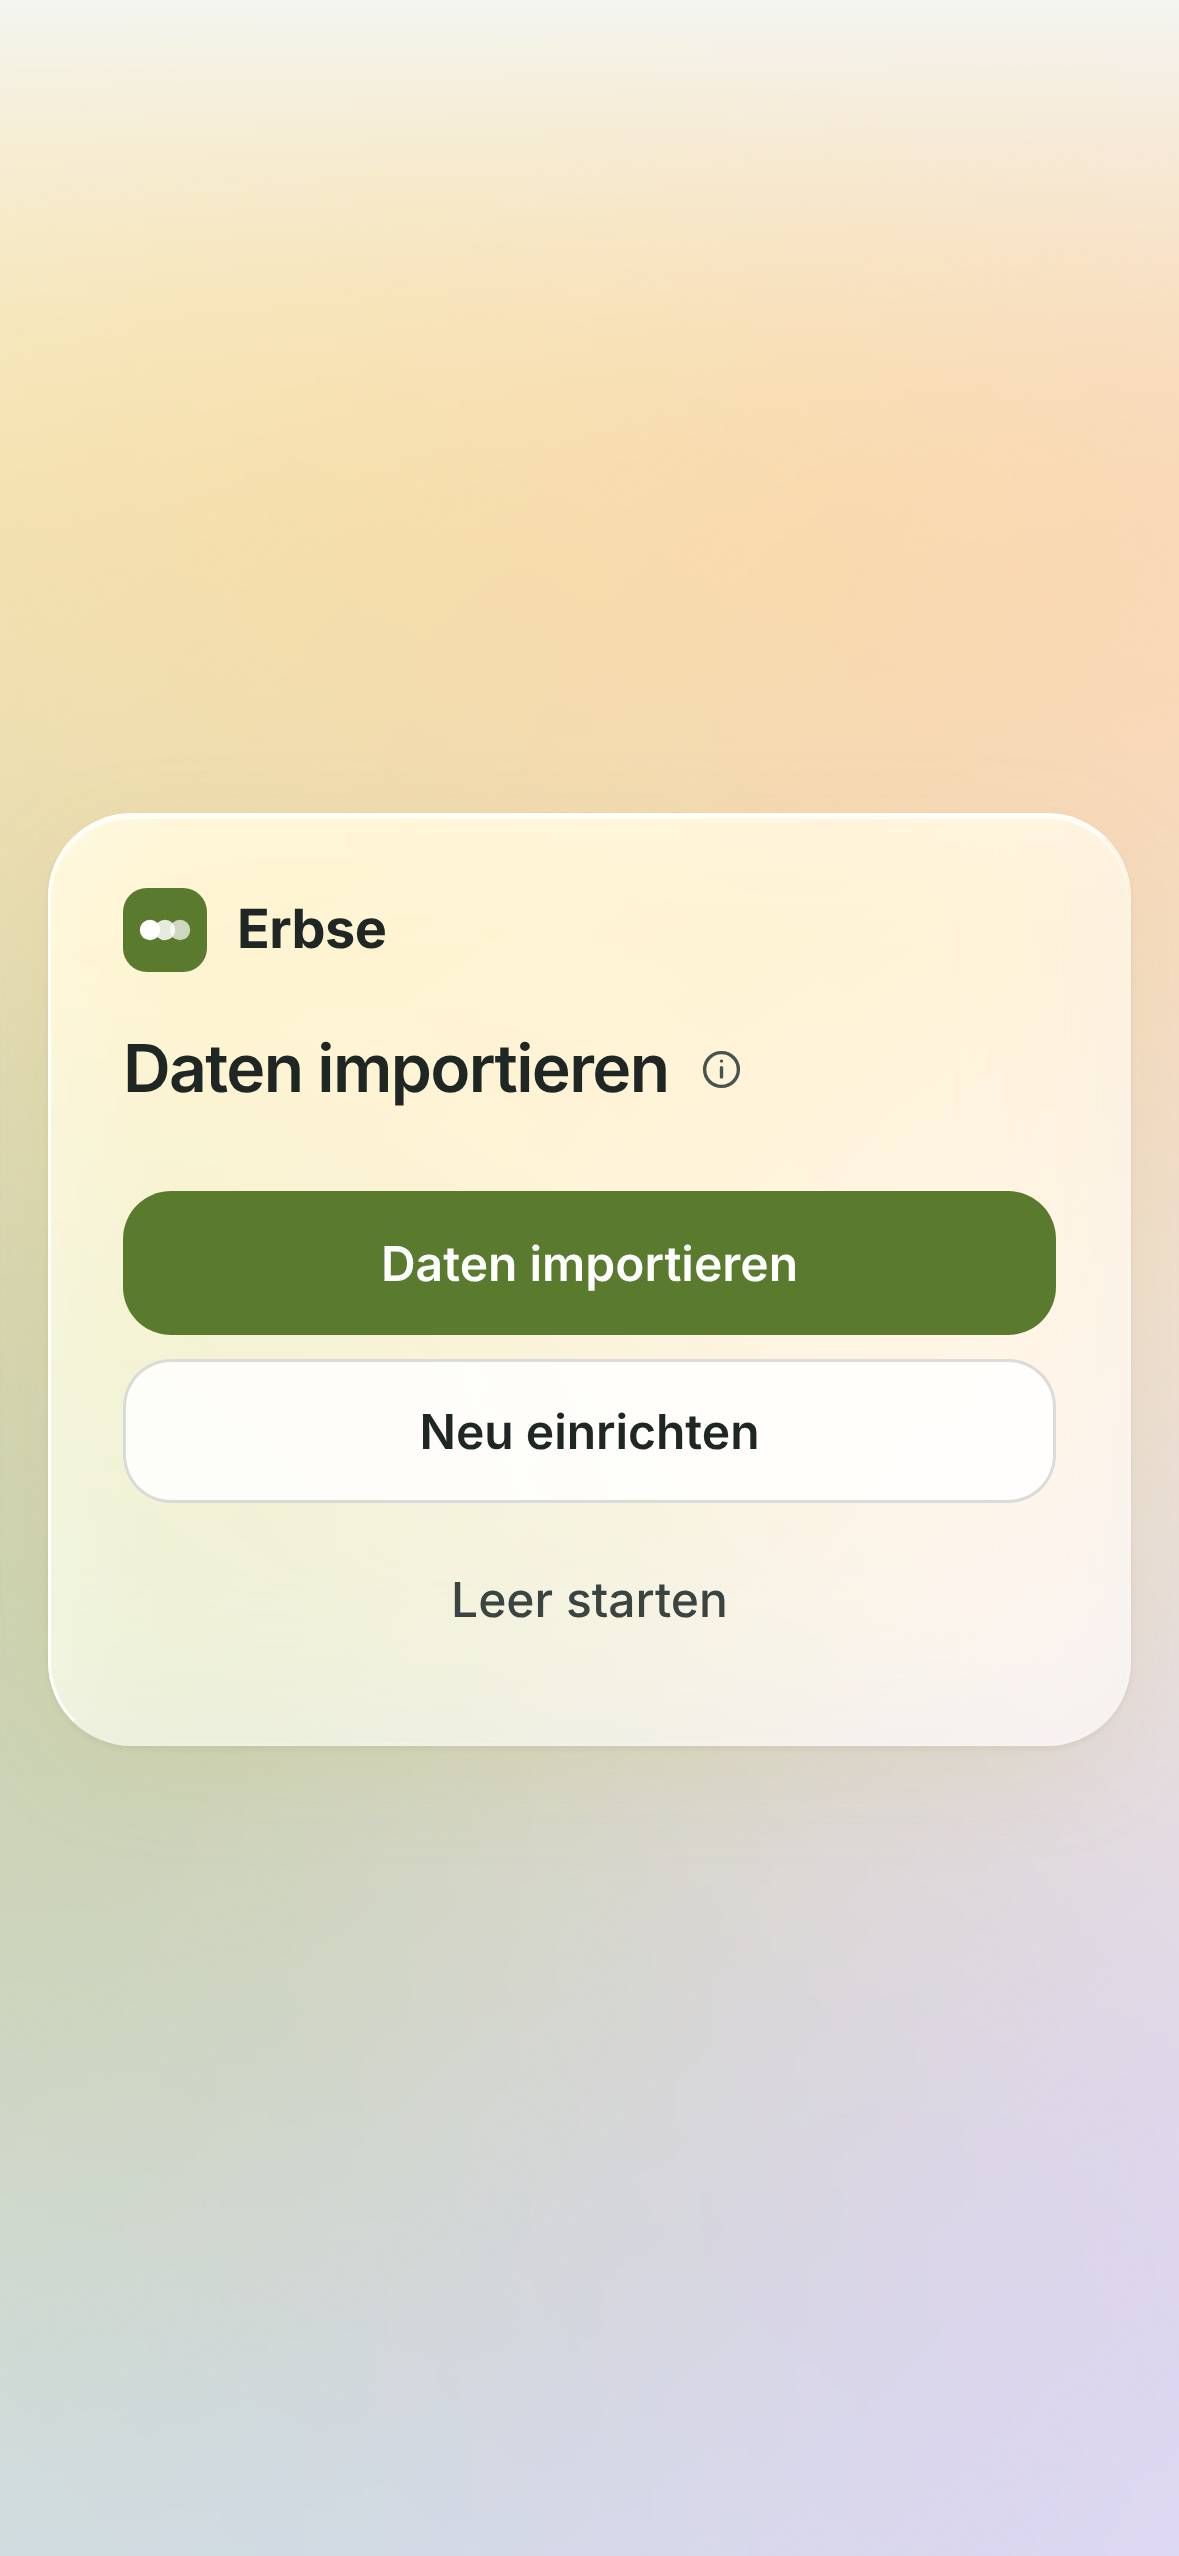 Erbse
Daten importieren
Daten importieren
Neu einrichten
Leer starten